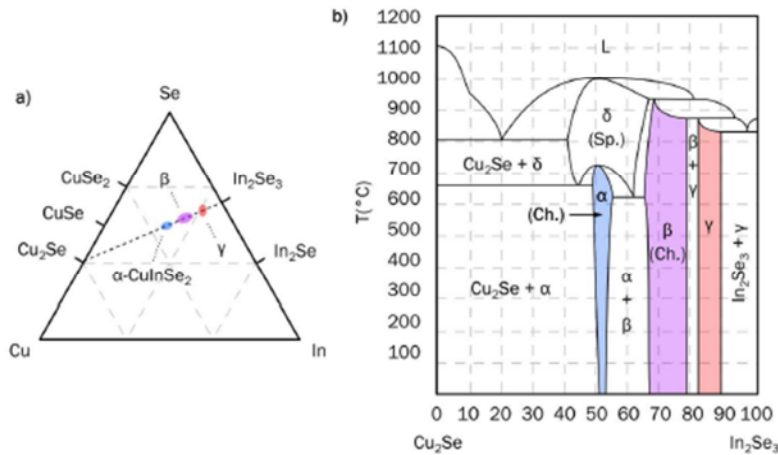 a)
Se
CuSe₂
CuSe
Cu₂Se
β
In₂Se₃
γ
In₂Se
α-CuInSe₂
Cu
In
b)
T(°C)
1200
1100
1000
900
800
700
600
500
400
300
200
100
L
δ
(Sp.)
Cu₂Se + δ
α
(Ch.)
Cu₂Se + α
α + β
β
(Ch.)
β + γ
γ
In₂Se₃ + γ
0 10 20 30 40 50 60 70 80 90 100
Cu₂Se
In₂Se₃